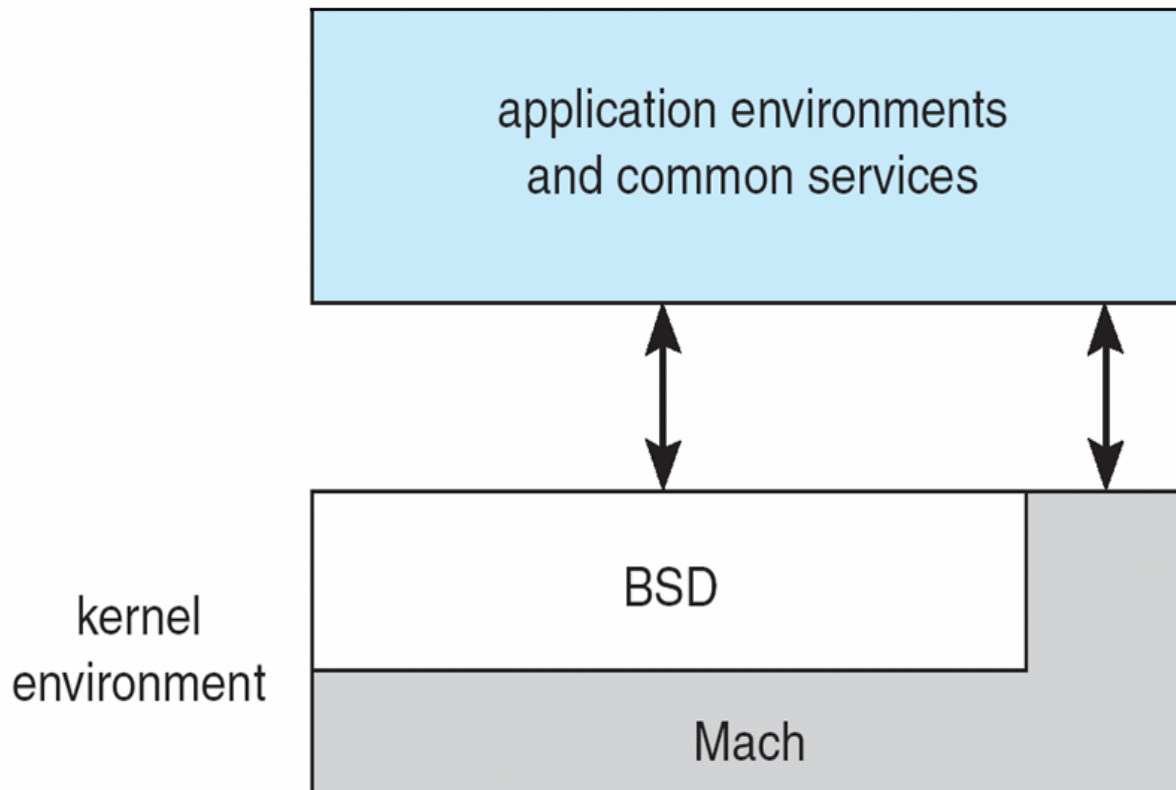 application environments
and common services
BSD
kernel
environment
Mach